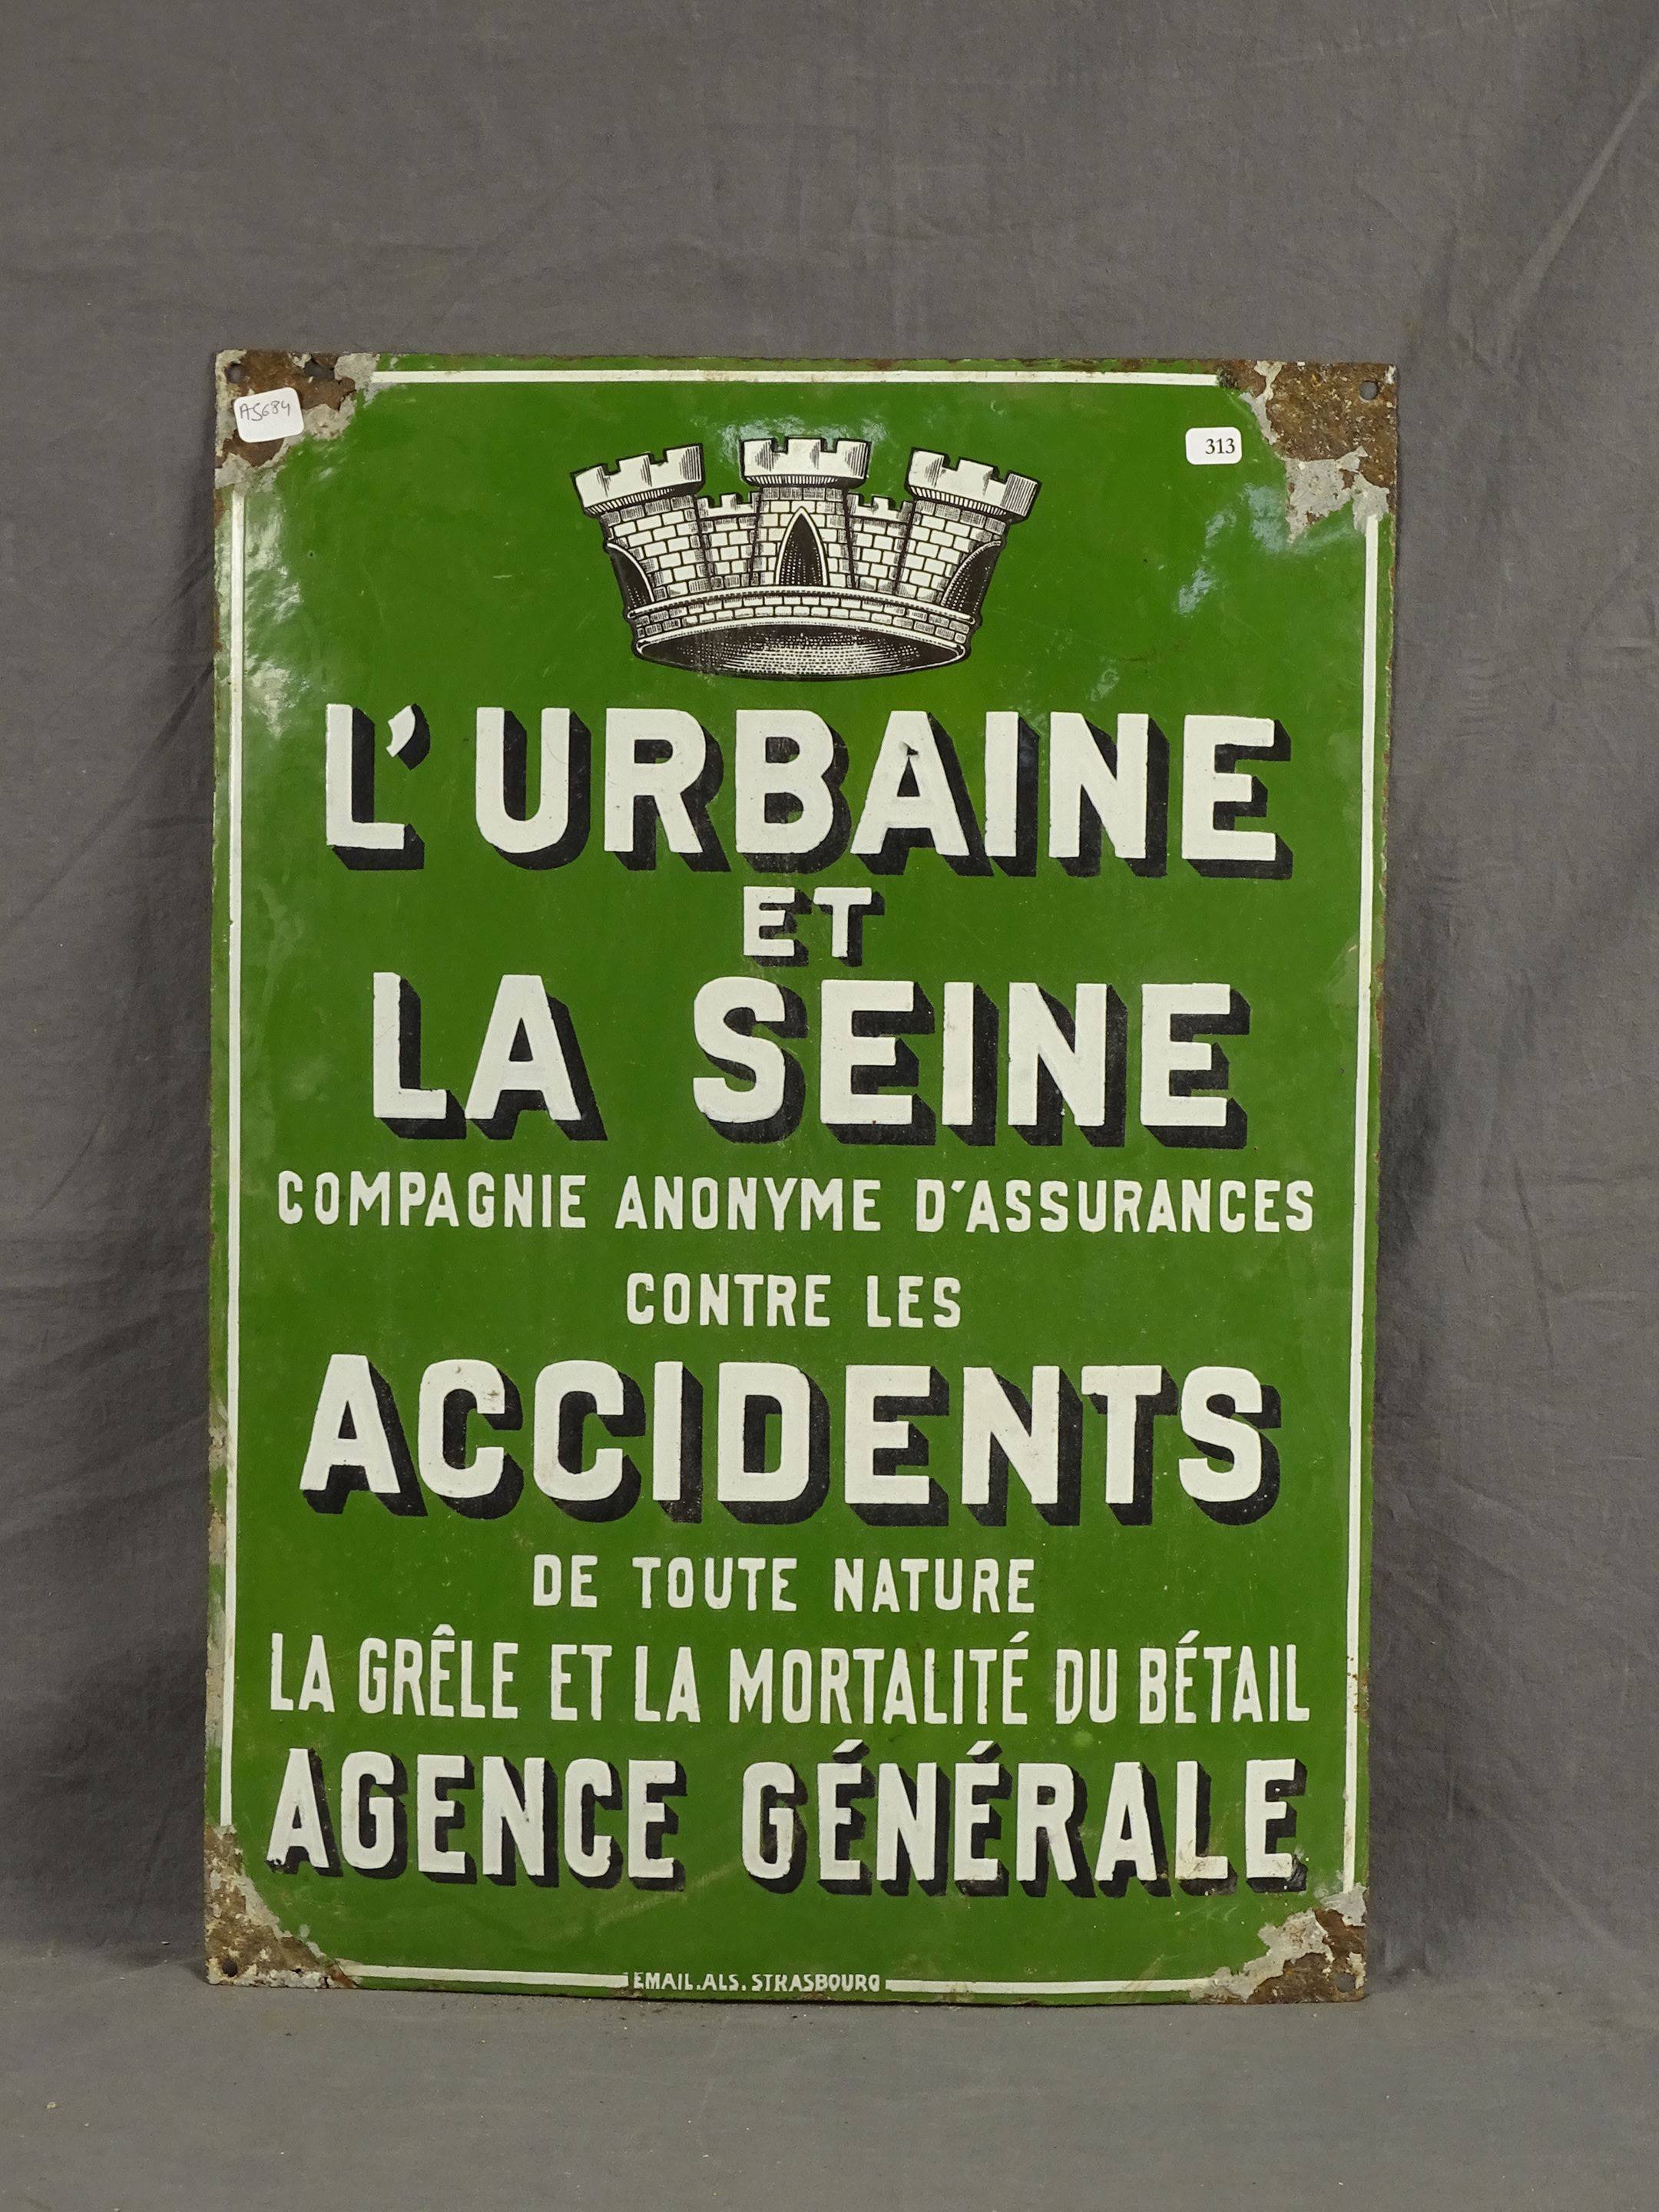 A5684
313
L'URBAINE
ET
LA SEINE
COMPAGNIE ANONYME D'ASSURANCES
CONTRE LES
ACCIDENTS
DE TOUTE NATURE
LA GRÊLE ET LA MORTALITÉ DU BÉTAIL
AGENCE GÉNÉRALE
EMAIL.ALS. STRASBOURG